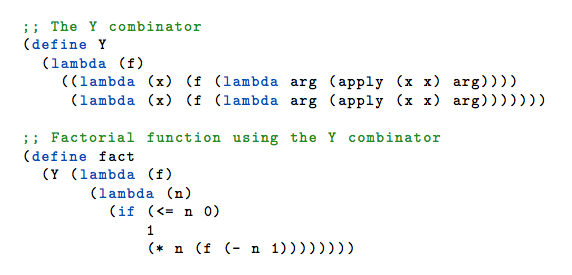 ;; The Y combinator
(define Y
  (lambda (f)
    ((lambda (x) (f (lambda arg (apply (x x) arg))))
     (lambda (x) (f (lambda arg (apply (x x) arg)))))))

;; Factorial function using the Y combinator
(define fact
  (Y (lambda (f)
       (lambda (n)
         (if (<= n 0)
             1
             (* n (f (- n 1))))))))